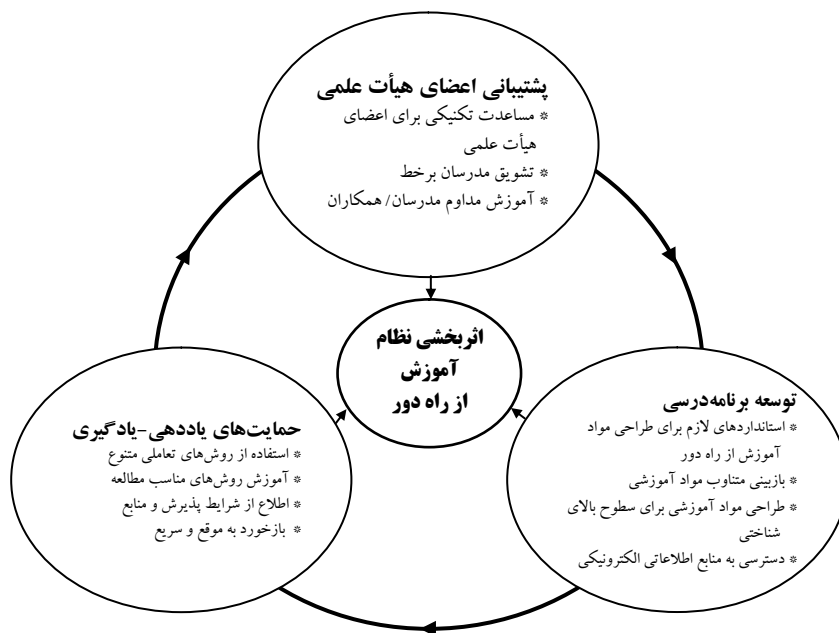 پشتیبانی اعضای هیأت علمی
* مساعدت تکنیکی برای اعضای
هیأت علمی
* تشویق مدرسان برخط
* آموزش مداوم مدرسان/ همکاران
اثربخشی نظام
آموزش
از راه دور
توسعه برنامه‌درسی
* استانداردهای لازم برای طراحی مواد
آموزش از راه دور
* بازبینی متناوب مواد آموزشی
* طراحی مواد آموزشی برای سطوح بالای
شناختی
* دسترسی به منابع اطلاعاتی الکترونیکی
حمایت‌های یاددهی-یادگیری
* استفاده از روش‌های تعاملی متنوع
* آموزش روش‌های مناسب مطالعه
* اطلاع از شرایط پذیرش و منابع
* بازخورد به موقع و سریع